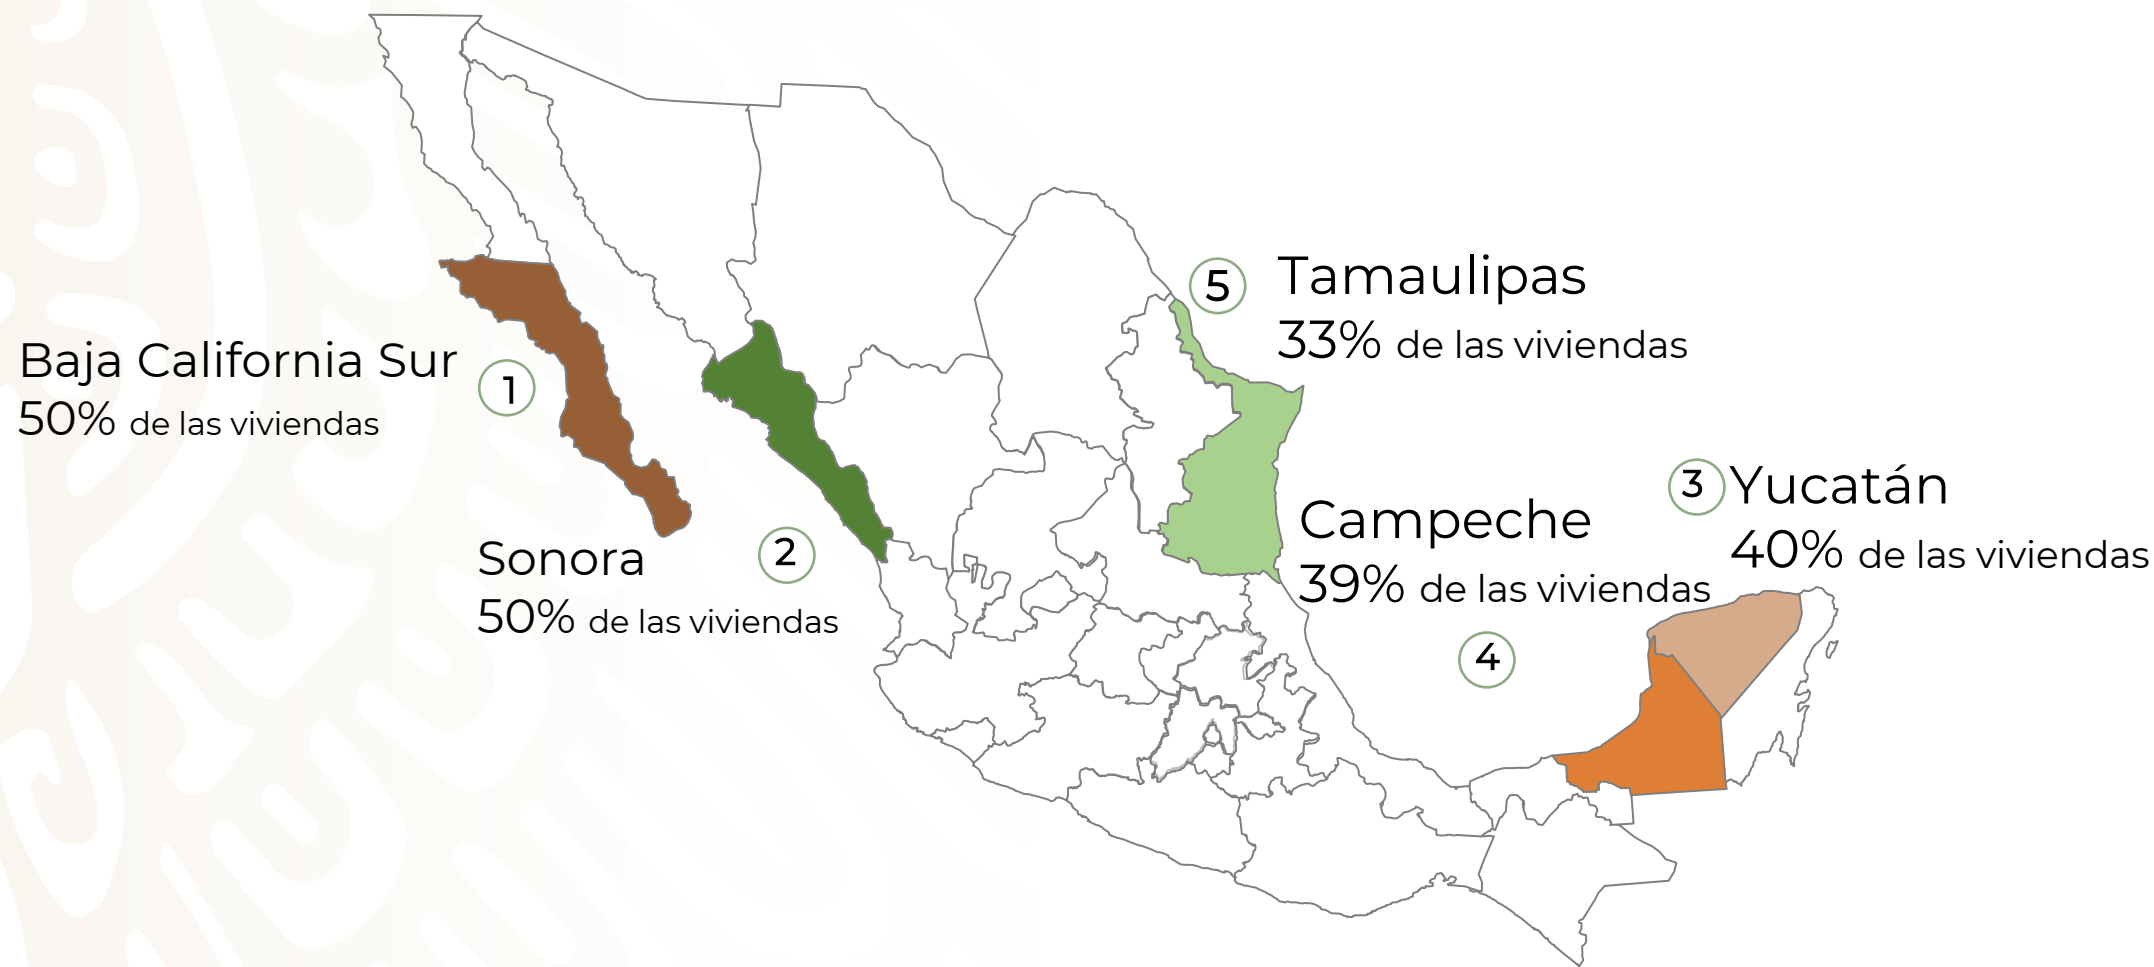 Baja California Sur
50% de las viviendas
1
Sonora
50% de las viviendas
2
3
Yucatán
40% de las viviendas
Campeche
39% de las viviendas
4
5
Tamaulipas
33% de las viviendas